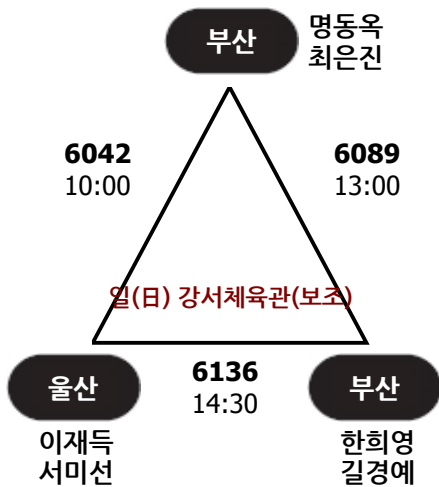 부산
명동옥
최은진
6042
10:00
6089
13:00
일(日) 강서체육관(보조)
울산
6136
14:30
부산
이재득
서미선
한희영
길경예